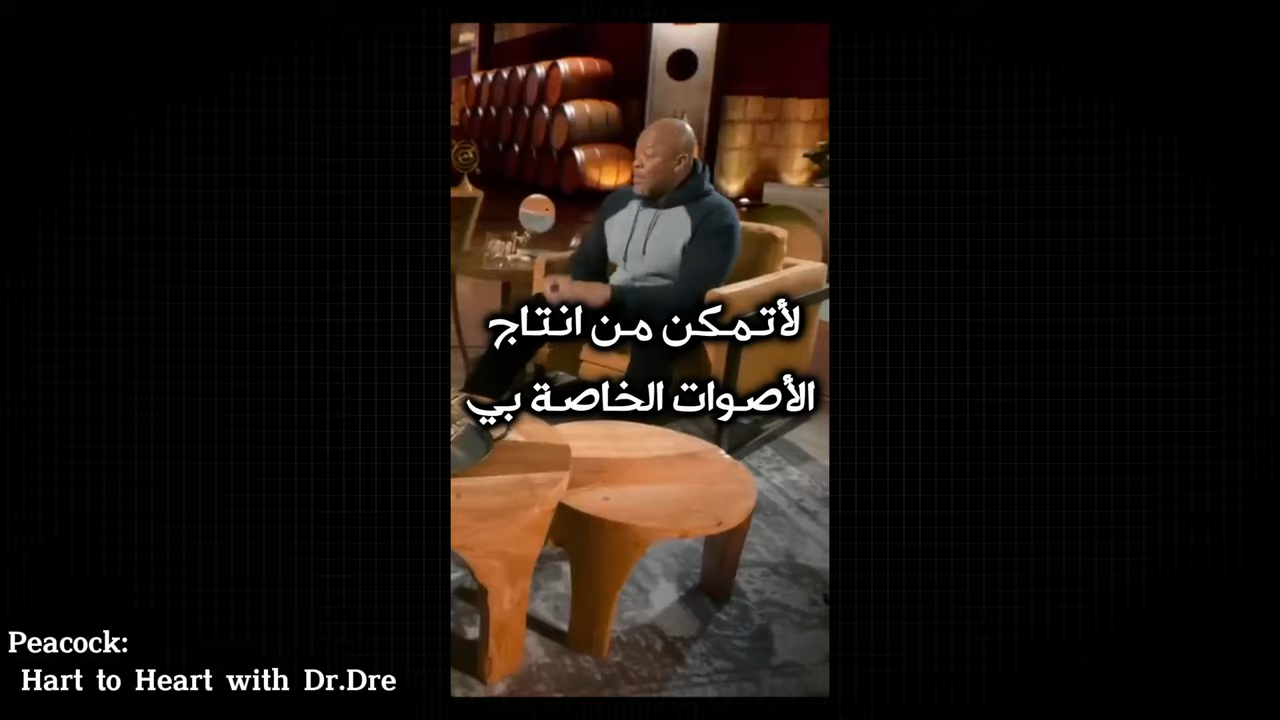 لأتمكن من انتاج
الأصوات الخاصة بي
Peacock:
Hart to Heart with Dr.Dre